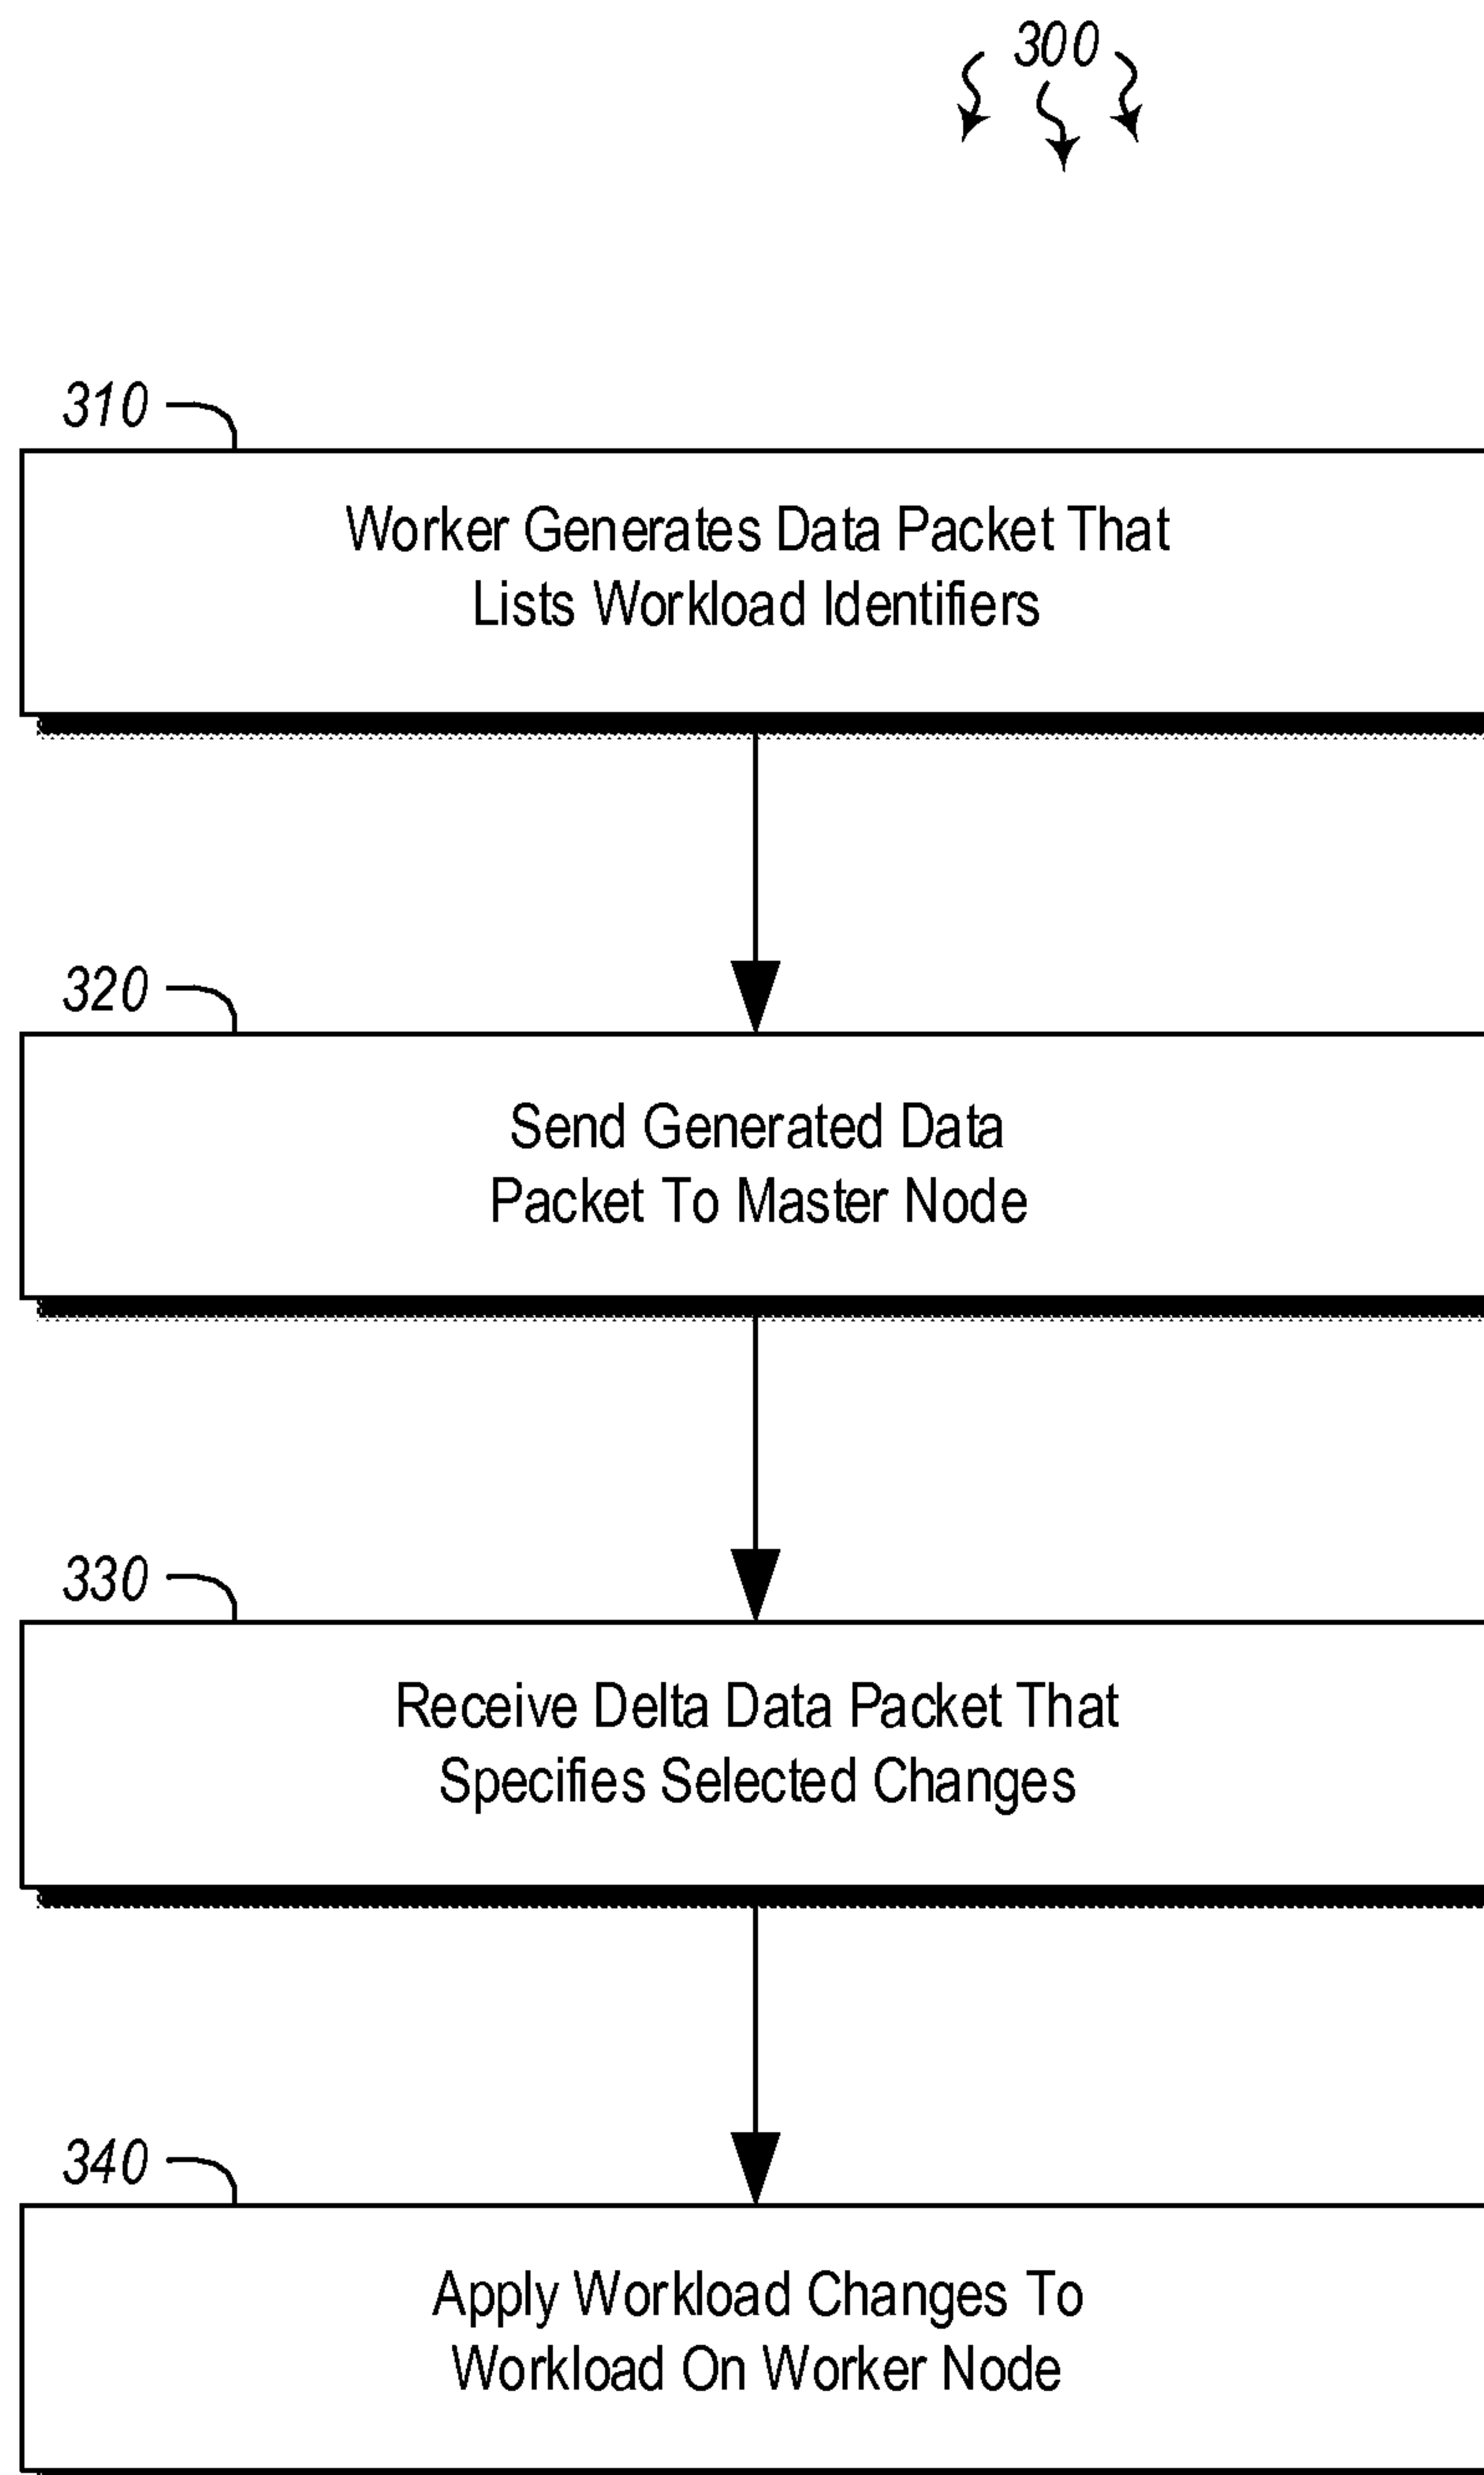 300
310
Worker Generates Data Packet That
Lists Workload Identifiers
320
Send Generated Data
Packet To Master Node
330
Receive Delta Data Packet That
Specifies Selected Changes
340
Apply Workload Changes To
Workload On Worker Node